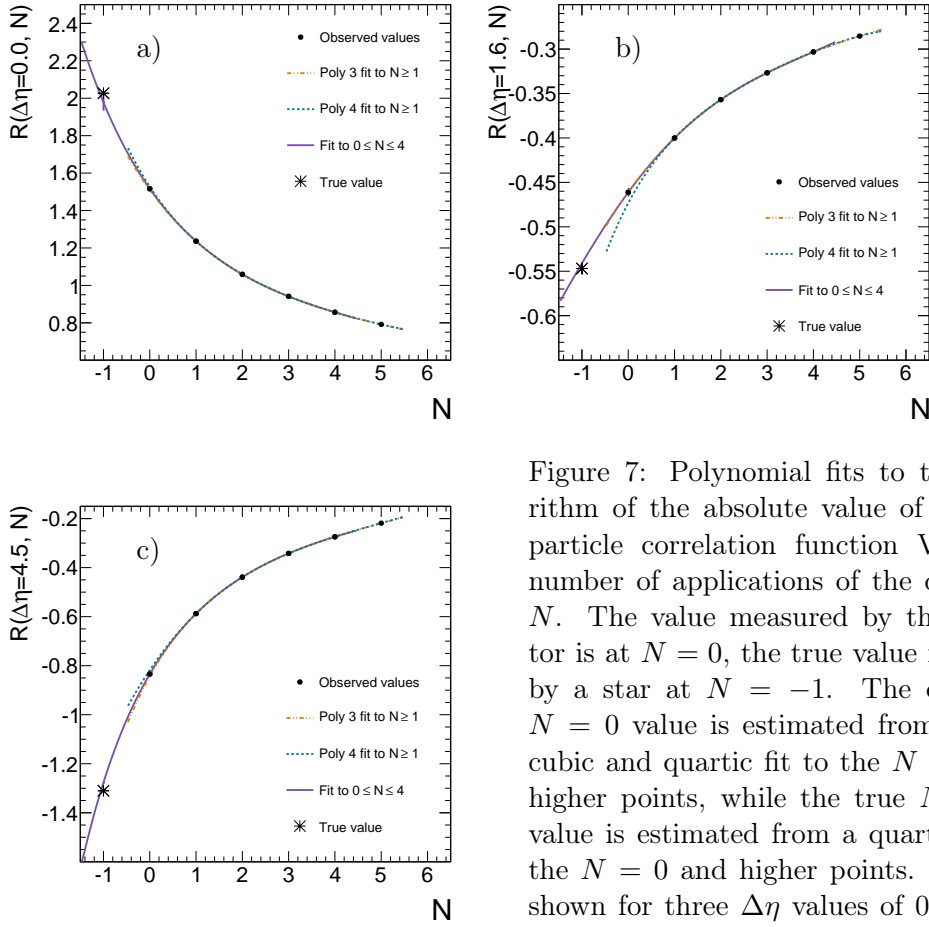 R(Δη=0.0, N)
2.4
2.2
2
1.8
1.6
1.4
1.2
1
0.8
a)
Observed values
Poly 3 fit to N ≥ 1
Poly 4 fit to N ≥ 1
Fit to 0 ≤ N ≤ 4
True value
-1 0 1 2 3 4 5 6
N
R(Δη=1.6, N)
-0.3
-0.35
-0.4
-0.45
-0.5
-0.55
-0.6
b)
Observed values
Poly 3 fit to N ≥ 1
Poly 4 fit to N ≥ 1
Fit to 0 ≤ N ≤ 4
True value
-1 0 1 2 3 4 5 6
N
R(Δη=4.5, N)
-0.2
-0.4
-0.6
-0.8
-1
-1.2
-1.4
c)
Observed values
Poly 3 fit to N ≥ 1
Poly 4 fit to N ≥ 1
Fit to 0 ≤ N ≤ 4
True value
-1 0 1 2 3 4 5 6
N
Figure 7: Polynomial fits to t
rithm of the absolute value of
particle correlation function V
number of applications of the c
N. The value measured by th
tor is at N = 0, the true value i
by a star at N = −1. The c
N = 0 value is estimated from
cubic and quartic fit to the N
higher points, while the true N
value is estimated from a quart
the N = 0 and higher points.
shown for three Δη values of 0